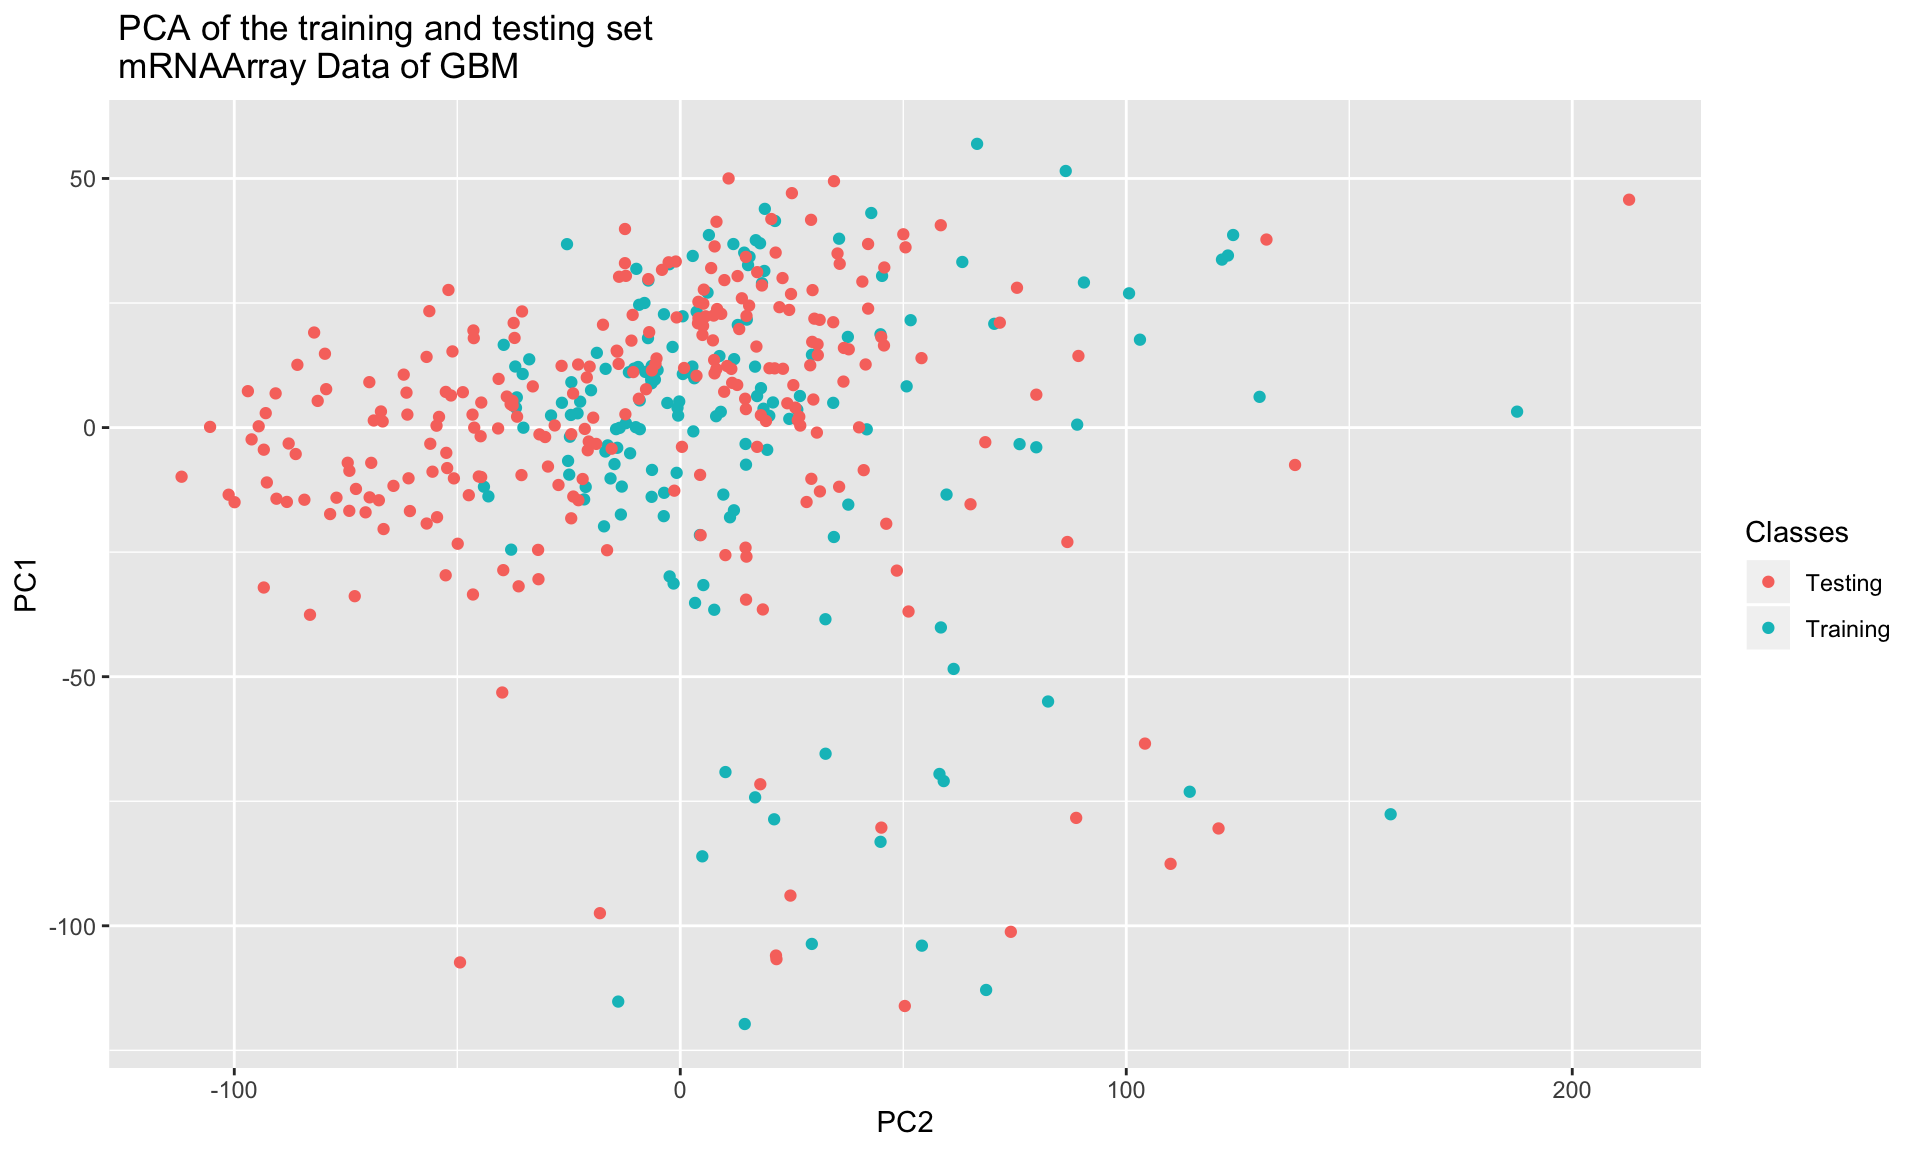 PCA of the training and testing set
mRNAArray Data of GBM
50
0
-50
-100
PC1
-100
0
100
200
PC2
Classes
Testing
Training